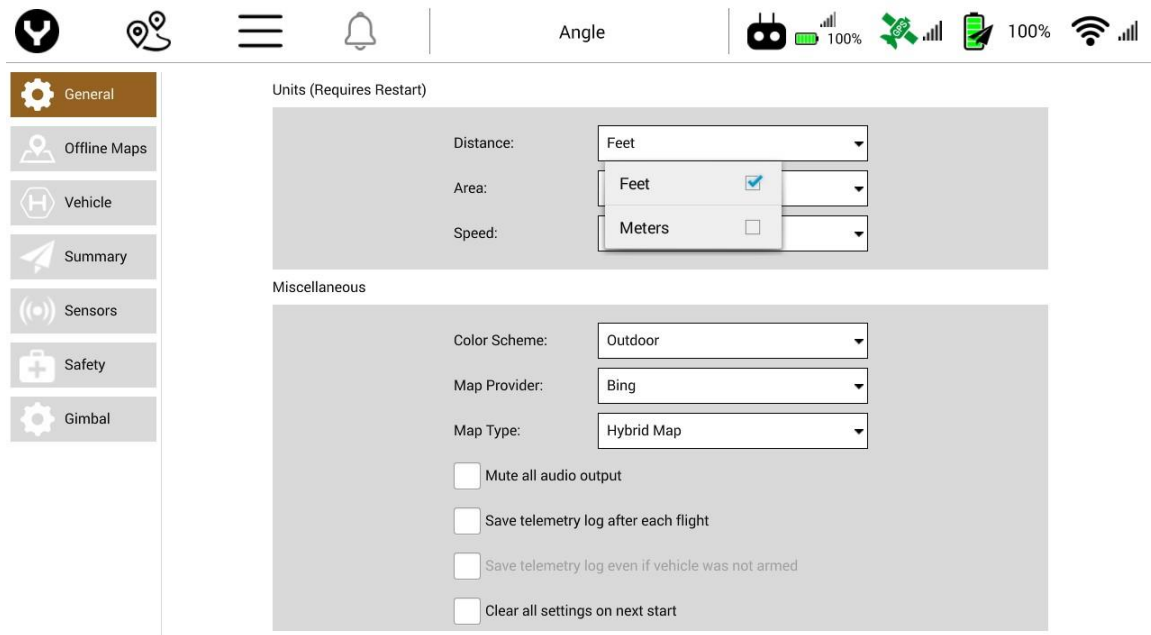 Angle
100%
GPS
100%
General
Offline Maps
Vehicle
Summary
Sensors
Safety
Gimbal
Units (Requires Restart)
Distance: Feet
Feet
Area:
Meters
Speed:
Miscellaneous
Color Scheme: Outdoor
Map Provider: Bing
Map Type: Hybrid Map
Mute all audio output
Save telemetry log after each flight
Save telemetry log even if vehicle was not armed
Clear all settings on next start